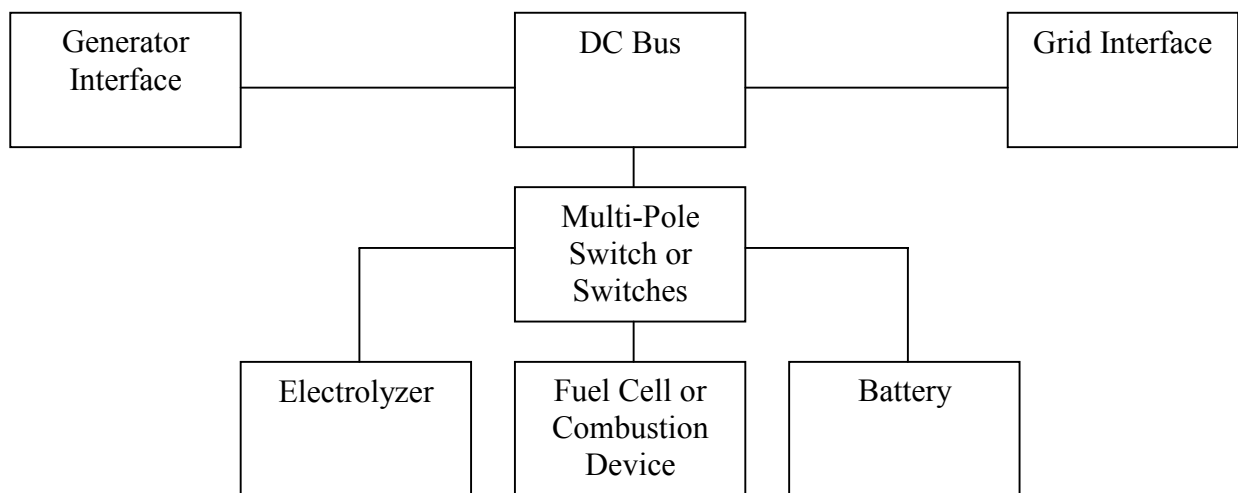 Generator
Interface
DC Bus
Grid Interface
Multi-Pole
Switch or
Switches
Electrolyzer
Fuel Cell or
Combustion
Device
Battery